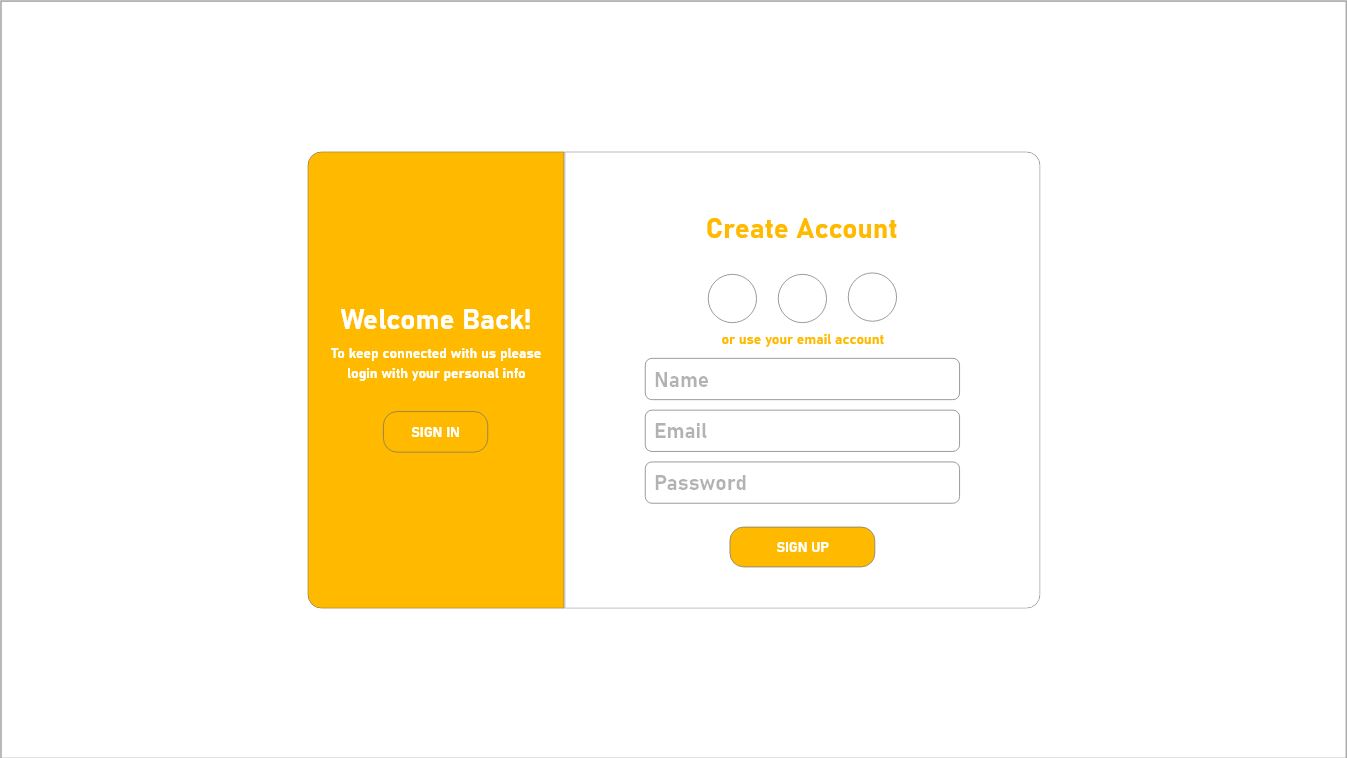 Welcome Back!
To keep connected with us please
login with your personal info
SIGN IN
Create Account
or use your email account
Name
Email
Password
SIGN UP